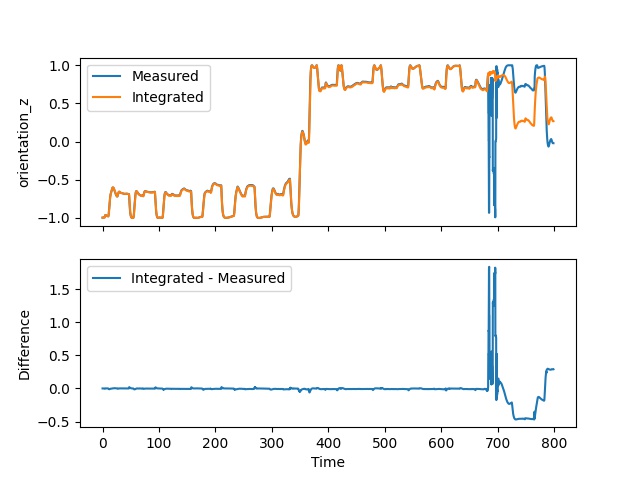 1.0
0.5
0.0
−0.5
−1.0
orientation_z
Measured
Integrated
1.5
1.0
0.5
0.0
−0.5
Difference
Integrated - Measured
0 100 200 300 400 500 600 700 800
Time